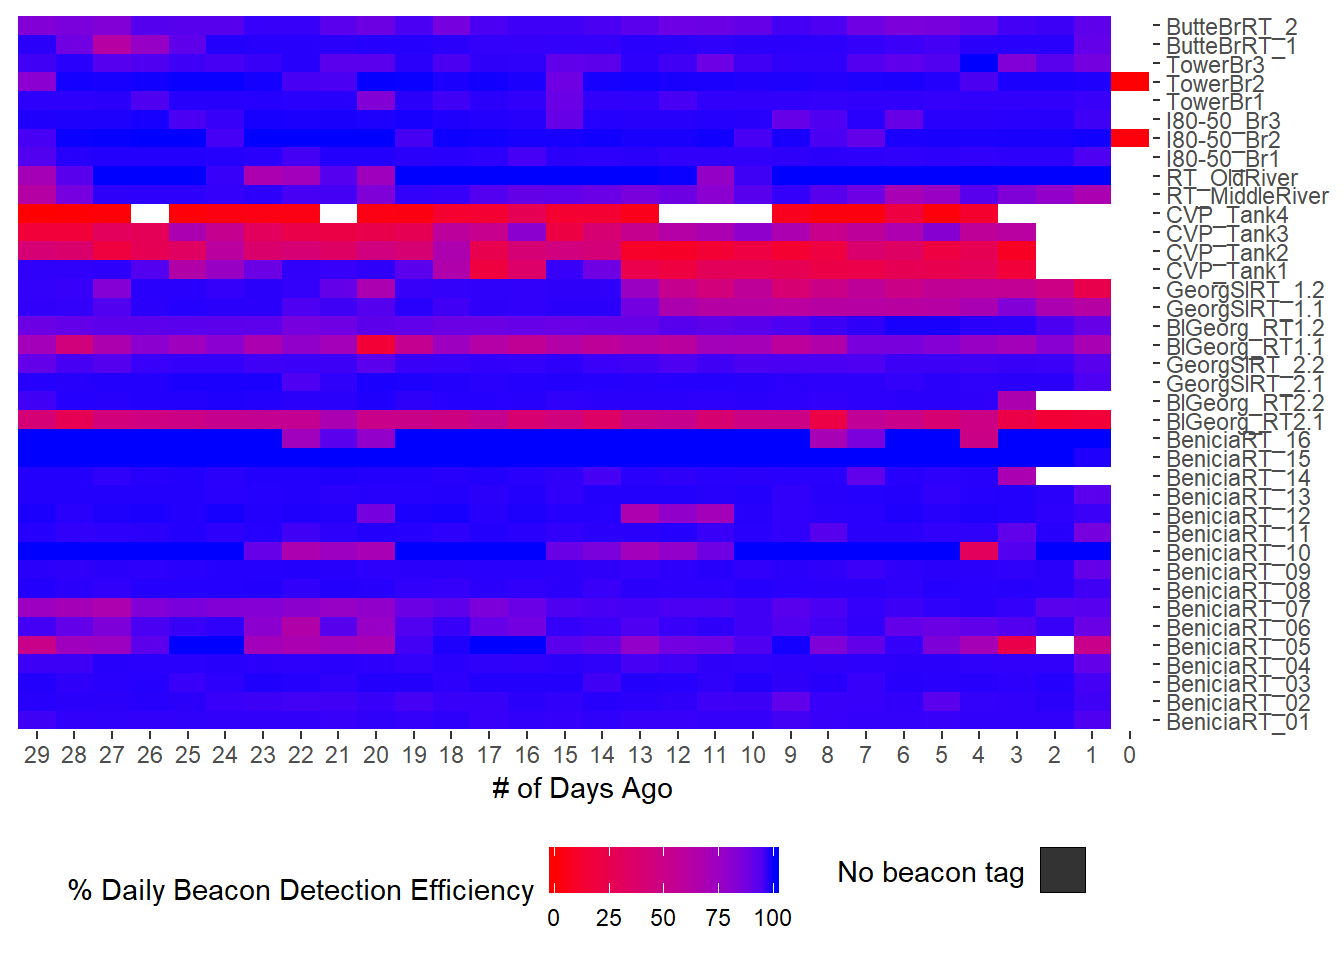 ButteBrRT_2
ButteBrRT_1
TowerBr3
TowerBr2
TowerBr1
I80-50_Br3
I80-50_Br2
I80-50_Br1
RT_OldRiver
RT_MiddleRiver
CVP_Tank4
CVP_Tank3
CVP_Tank2
CVP_Tank1
GeorgSlRT_1.2
GeorgSlRT_1.1
BlGeorg_RT1.2
BlGeorg_RT1.1
GeorgSlRT_2.2
GeorgSlRT_2.1
BlGeorg_RT2.2
BlGeorg_RT2.1
BeniciaRT_16
BeniciaRT_15
BeniciaRT_14
BeniciaRT_13
BeniciaRT_12
BeniciaRT_11
BeniciaRT_10
BeniciaRT_09
BeniciaRT_08
BeniciaRT_07
BeniciaRT_06
BeniciaRT_05
BeniciaRT_04
BeniciaRT_03
BeniciaRT_02
BeniciaRT_01
29 28 27 26 25 24 23 22 21 20 19 18 17 16 15 14 13 12 11 10 9 8 7 6 5 4 3 2 1 0
# of Days Ago
% Daily Beacon Detection Efficiency
0 25 50 75 100
No beacon tag